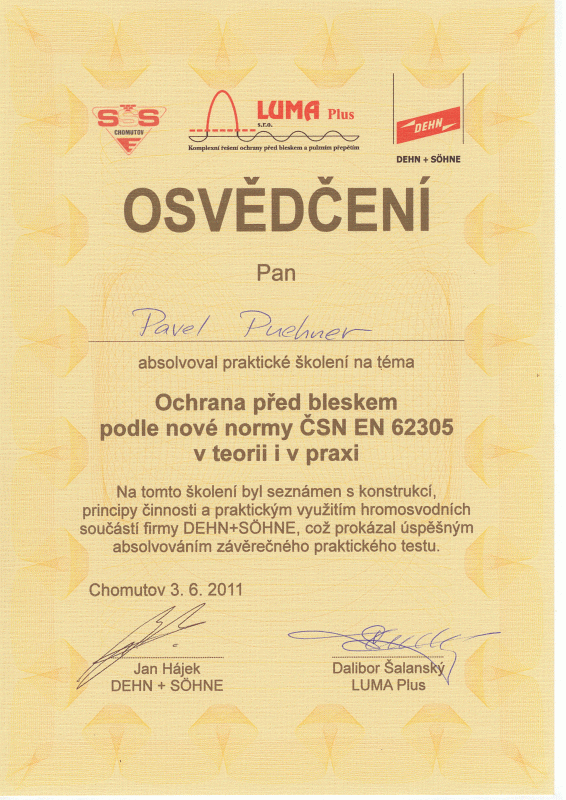 SES
CHOMUTOV
LUMA Plus
s.r.o.
Komplexní řešení ochrany před bleskem a pulzním přepětím
DEHN
DEHN + SÖHNE
OSVĚDČENÍ
Pan
Pavel Puchner
absolvoval praktické školení na téma
Ochrana před bleskem
podle nové normy ČSN EN 62305
v teorii i v praxi
Na tomto školení byl seznámen s konstrukcí,
principy činnosti a praktickým využitím hromosvodních
součástí firmy DEHN+SÖHNE, což prokázal úspěšným
absolvováním závěrečného praktického testu.
Chomutov 3. 6. 2011
Jan Hájek
DEHN + SÖHNE
Dalibor Šalanský
LUMA Plus